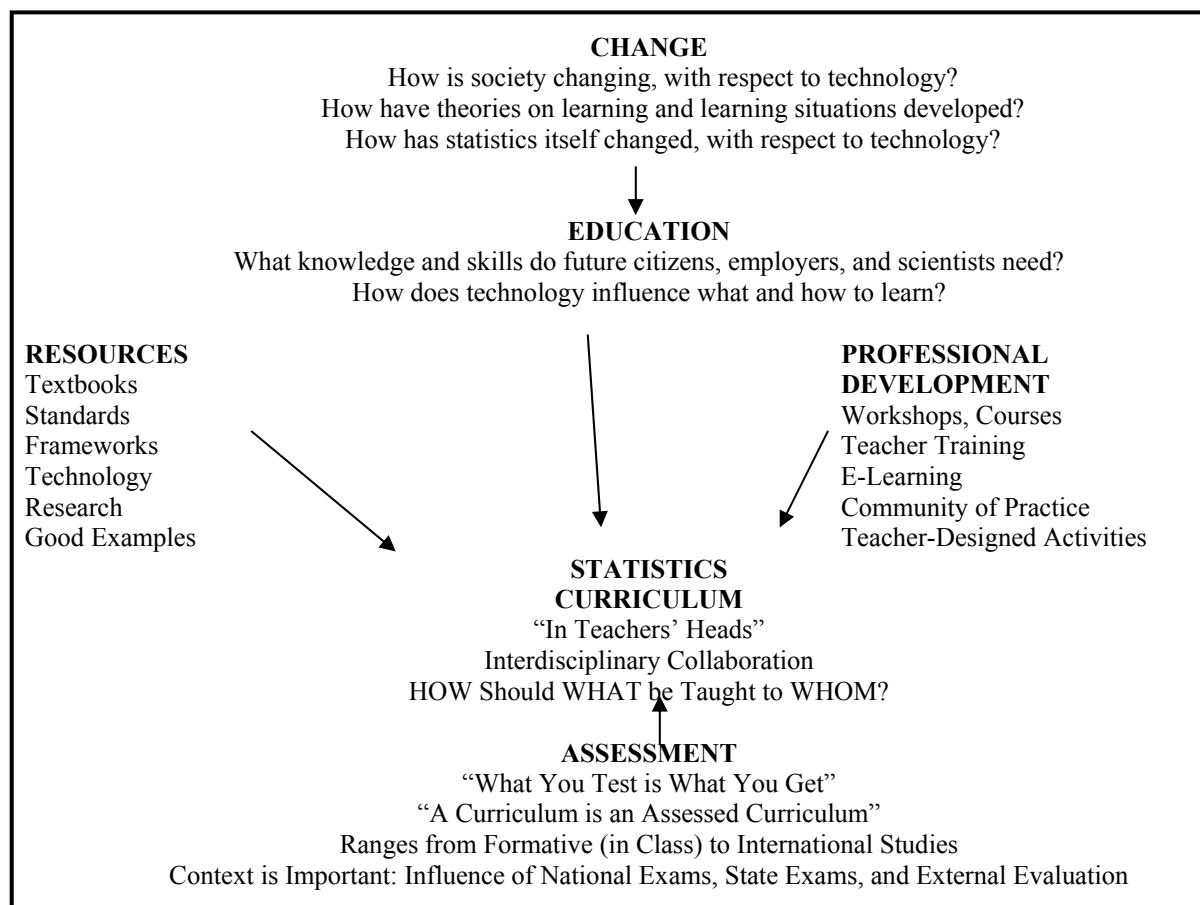 CHANGE
How is society changing, with respect to technology?
How have theories on learning and learning situations developed?
How has statistics itself changed, with respect to technology?
EDUCATION
What knowledge and skills do future citizens, employers, and scientists need?
How does technology influence what and how to learn?
RESOURCES
Textbooks
Standards
Frameworks
Technology
Research
Good Examples
PROFESSIONAL
DEVELOPMENT
Workshops, Courses
Teacher Training
E-Learning
Community of Practice
Teacher-Designed Activities
STATISTICS
CURRICULUM
“In Teachers’ Heads”
Interdisciplinary Collaboration
HOW Should WHAT be Taught to WHOM?
ASSESSMENT
“What You Test is What You Get”
“A Curriculum is an Assessed Curriculum”
Ranges from Formative (in Class) to International Studies
Context is Important: Influence of National Exams, State Exams, and External Evaluation